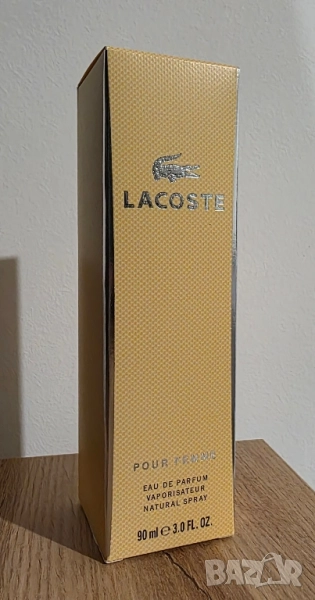 LACOSTE
POUR FEMME
EAU DE PARFUM
VAPORISATEUR
NATURAL SPRAY
90 ml e 3.0 FL. OZ.
BAZAR